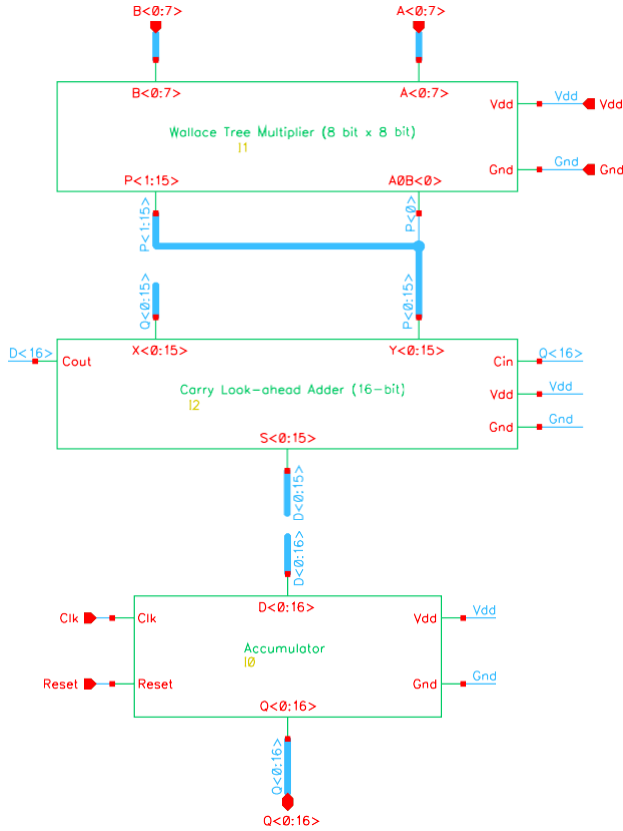 B<0:7>
A<0:7>
B<0:7>
A<0:7>
Vdd
Vdd
Vdd
Wallace Tree Multiplier (8 bit x 8 bit)
I1
Gnd
Gnd
Gnd
P<1:15>
A0B<0>
P<1:15>
P<0>
Q<0:15>
P<0:15>
D<16>
Cout
X<0:15>
Y<0:15>
Cin
Q<16>
Carry Look-ahead Adder (16-bit)
I2
Vdd
Vdd
Gnd
Gnd
S<0:15>
D<0:15>
D<0:16>
D<0:16>
Clk
Clk
Vdd
Vdd
Accumulator
I0
Reset
Reset
Gnd
Gnd
Q<0:16>
Q<0:16>
Q<0:16>